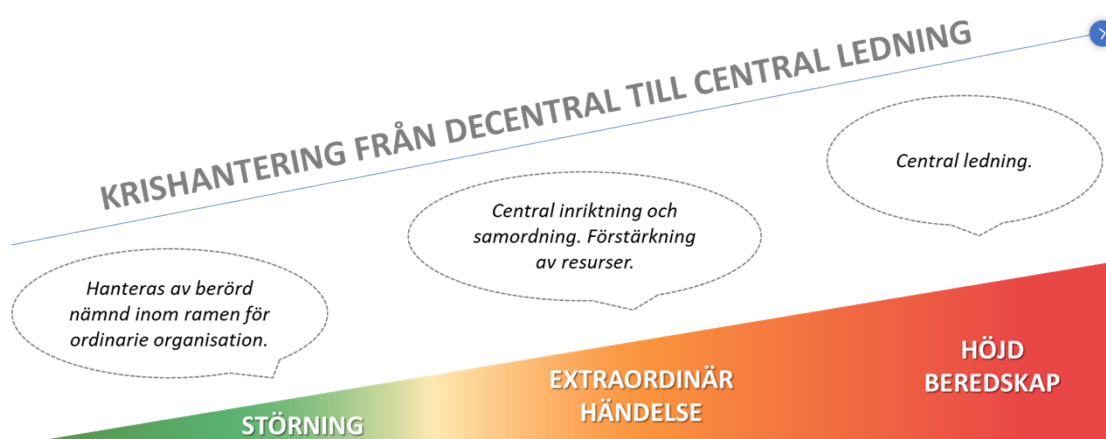 KRISHANTERING FRÅN DECENTRAL TILL CENTRAL LEDNING
Central ledning.
Central inriktning och
samordning. Förstärkning
av resurser.
Hanteras av berörd
nämnd inom ramen för
ordinarie organisation.
HÖJD
BEREDSKAP
EXTRAORDINÄR
HÄNDELSE
STÖRNING